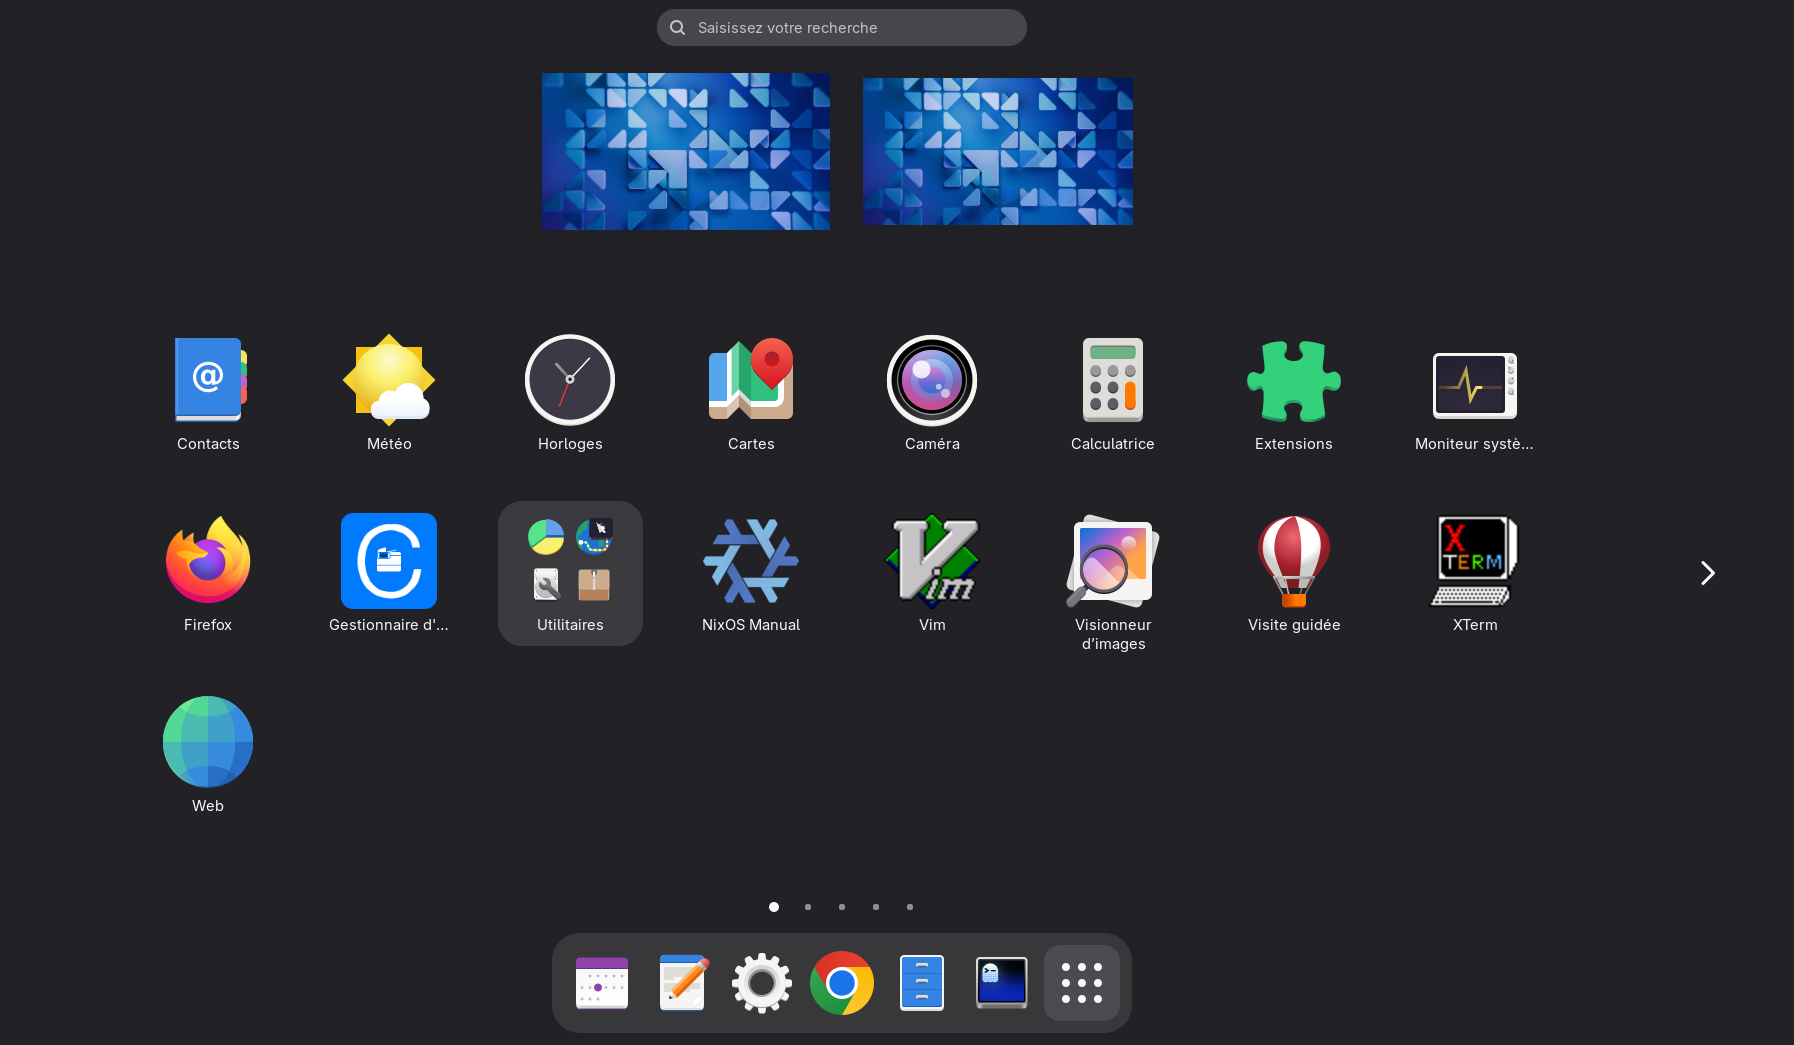 Saisissez votre recherche
Contacts
Météo
Horloges
Cartes
Caméra
Calculatrice
Extensions
Moniteur systè…
Firefox
Gestionnaire d'…
Utilitaires
NixOS Manual
Vim
Visionneur
d’images
Visite guidée
X
TERM
XTerm
Web